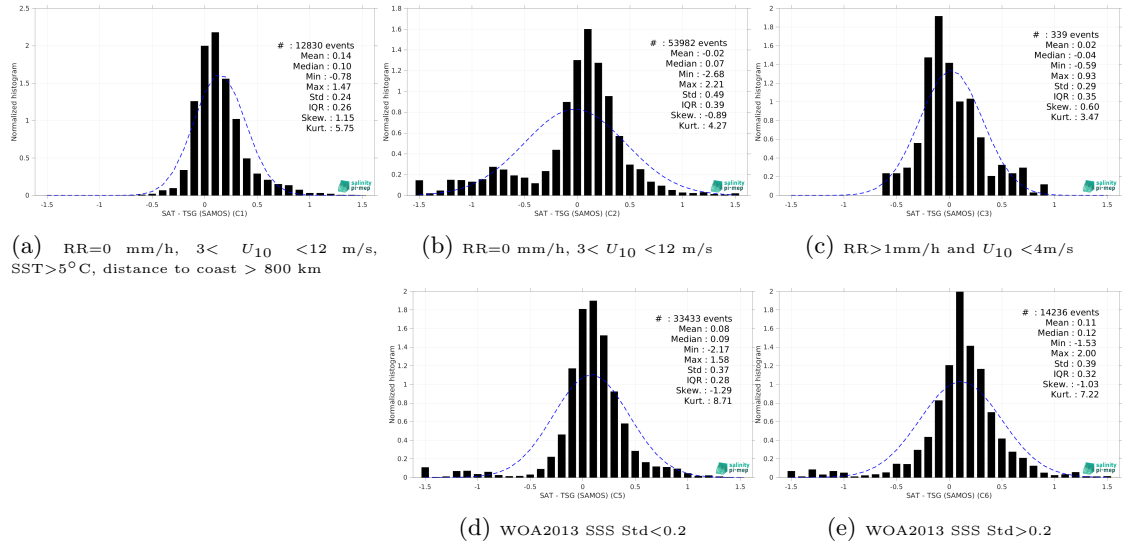 2.5
2
1.5
1
0.5
0
Normalized histogram
# : 12830 events
Mean : 0.14
Median : 0.10
Min : -0.78
Max : 1.47
Std : 0.24
IQR : 0.26
Skew. : 1.15
Kurt. : 5.75
salinity
pi-mep
-1.5 -1 -0.5 0 0.5 1 1.5
SAT - TSG (SAMOS) (C1)
(a) RR=0 mm/h, 3< U10 <12 m/s,
SST>5°C, distance to coast > 800 km
1.8
1.6
1.4
1.2
1
0.8
0.6
0.4
0.2
0
Normalized histogram
# : 53982 events
Mean : -0.02
Median : 0.07
Min : -2.68
Max : 2.21
Std : 0.49
IQR : 0.39
Skew. : -0.89
Kurt. : 4.27
salinity
pi-mep
-1.5 -1 -0.5 0 0.5 1 1.5
SAT - TSG (SAMOS) (C2)
(b) RR=0 mm/h, 3< U10 <12 m/s
2
1.8
1.6
1.4
1.2
1
0.8
0.6
0.4
0.2
0
Normalized histogram
# : 339 events
Mean : 0.02
Median : -0.04
Min : -0.59
Max : 0.93
Std : 0.29
IQR : 0.35
Skew. : 0.60
Kurt. : 3.47
salinity
pi-mep
-1.5 -1 -0.5 0 0.5 1 1.5
SAT - TSG (SAMOS) (C3)
(c) RR>1mm/h and U10 <4m/s
2
1.8
1.6
1.4
1.2
1
0.8
0.6
0.4
0.2
0
Normalized histogram
# : 33433 events
Mean : 0.08
Median : 0.09
Min : -2.17
Max : 1.58
Std : 0.37
IQR : 0.28
Skew. : -1.29
Kurt. : 8.71
salinity
pi-mep
-1.5 -1 -0.5 0 0.5 1 1.5
SAT - TSG (SAMOS) (C5)
(d) WOA2013 SSS Std<0.2
2
1.8
1.6
1.4
1.2
1
0.8
0.6
0.4
0.2
0
Normalized histogram
# : 14236 events
Mean : 0.11
Median : 0.12
Min : -1.53
Max : 2.00
Std : 0.39
IQR : 0.32
Skew. : -1.03
Kurt. : 7.22
salinity
pi-mep
-1.5 -1 -0.5 0 0.5 1 1.5
SAT - TSG (SAMOS) (C6)
(e) WOA2013 SSS Std>0.2